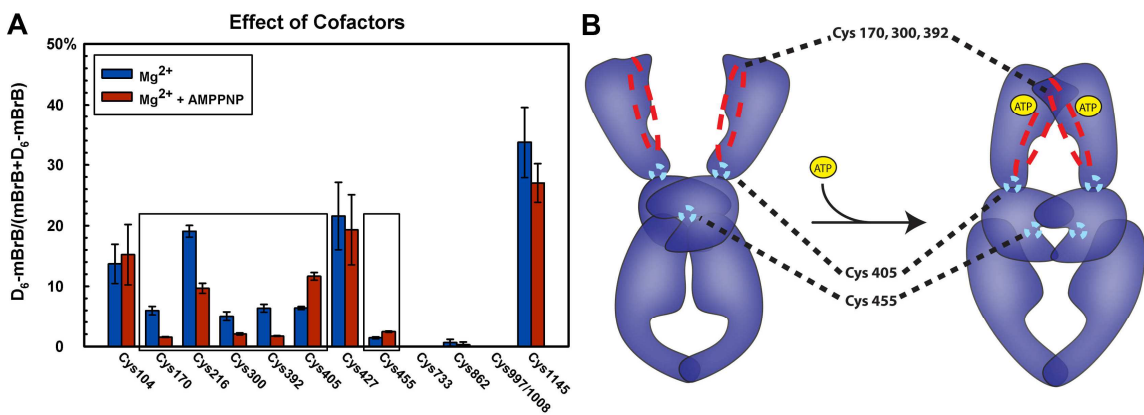 A
Effect of Cofactors
D6-mBrB/(mBrB+D6-mBrB)
50%
40
30
20
10
0
Mg2+
Mg2+ + AMPPNP
Cys104
Cys170
Cys216
Cys300
Cys392
Cys405
Cys427
Cys455
Cys733
Cys862
Cys997/1008
Cys1145
B
Cys 170, 300, 392
ATP
ATP
ATP
Cys 405
Cys 455